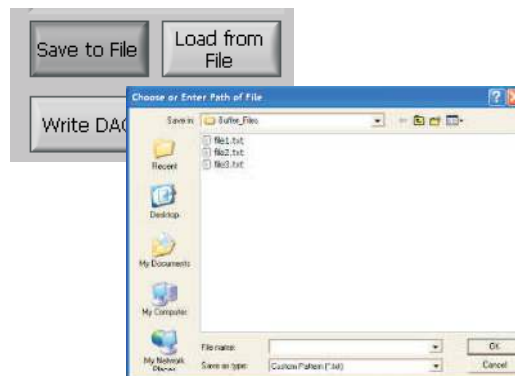 Save to File
Load from
File
Write DAC
Choose or Enter Path of File
Save in:
Buffer_Files
file1.txt
file2.txt
file3.txt
Recent
Desktop
My Documents
My Computer
My Network
Places
File name:
OK
Save as type:
Custom Pattern (*.txt)
Cancel